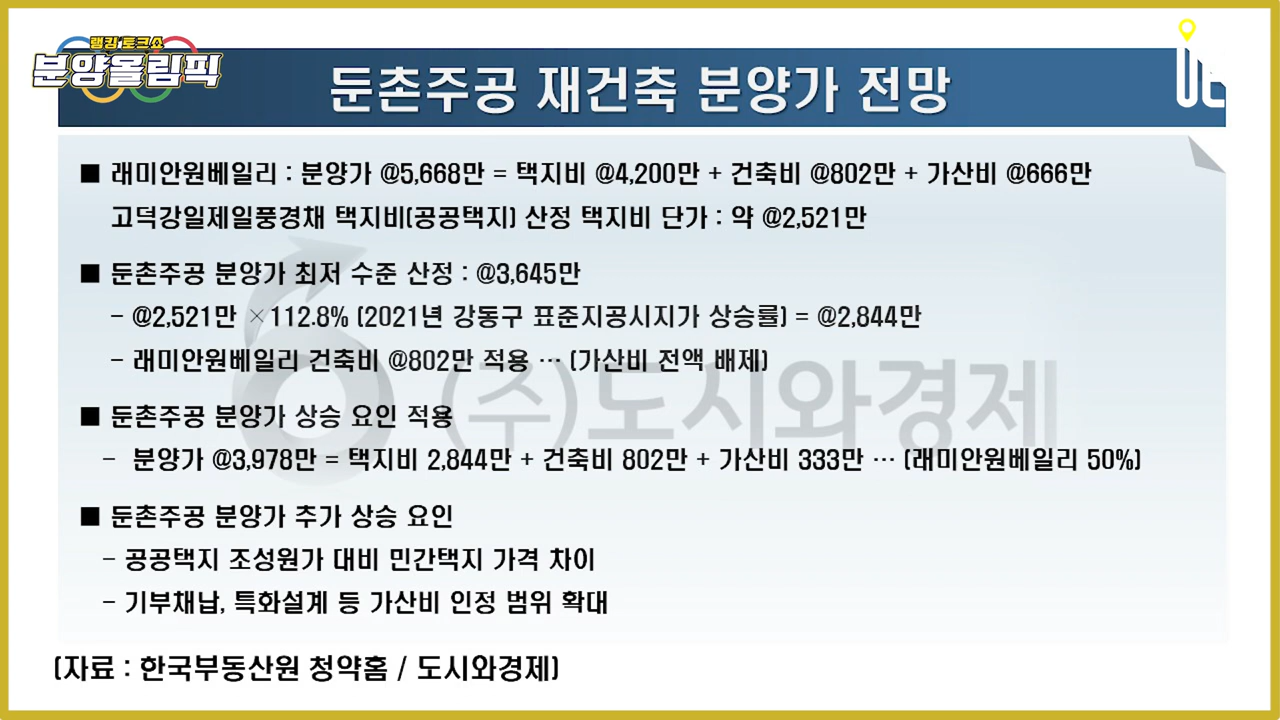 랭킹 토크쇼
분양올림픽
둔촌주공 재건축 분양가 전망
■ 래미안원베일리 : 분양가 @5,668만 = 택지비 @4,200만 + 건축비 @802만 + 가산비 @666만
고덕강일제일풍경채 택지비(공공택지) 산정 택지비 단가 : 약 @2,521만
■ 둔촌주공 분양가 최저 수준 산정 : @3,645만
- @2,521만 ×112.8% (2021년 강동구 표준지공시지가 상승률) = @2,844만
- 래미안원베일리 건축비 @802만 적용 … (가산비 전액 배제)
(주)도시와경제
■ 둔촌주공 분양가 상승 요인 적용
- 분양가 @3,978만 = 택지비 2,844만 + 건축비 802만 + 가산비 333만 … (래미안원베일리 50%)
■ 둔촌주공 분양가 추가 상승 요인
- 공공택지 조성원가 대비 민간택지 가격 차이
- 기부채납, 특화설계 등 가산비 인정 범위 확대
(자료 : 한국부동산원 청약홈 / 도시와경제)